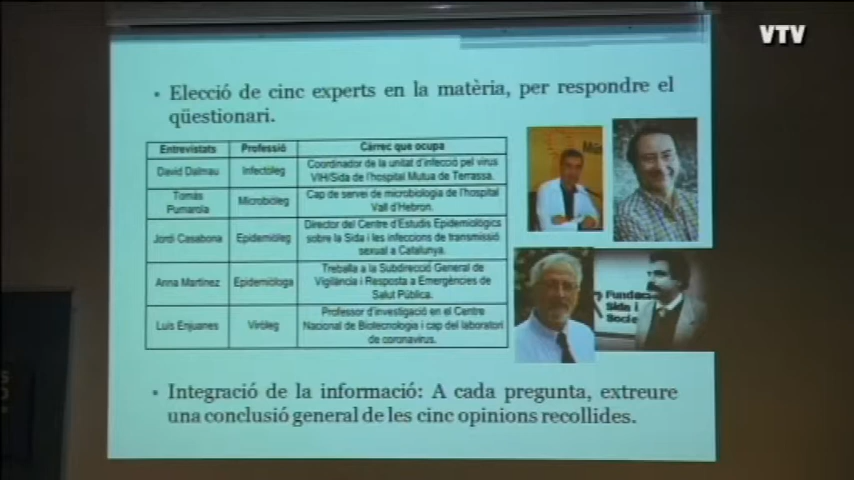 VTV
• Elecció de cinc experts en la matèria, per respondre el
qüestionari.
Entrevistats Professió Càrrec que ocupa
David Dalmau Infectòleg Coordinador de la unitat d'infecció pel virus
VIH/Sida de l'hospital Mutua de Terrassa.
Tomàs
Pumarola Microbiòleg Cap de servei de microbiologia de l'hospital
Vall d'Hebron.
Jordi Casabona Epidemiòleg Director del Centre d'Estudis Epidemiològics
sobre la Sida i les infeccions de transmissió
sexual a Catalunya.
Anna Martínez Epidemiòloga Treballa a la Subdirecció General de
Vigilància i Resposta a Emergències de
Salut Pública.
Luis Enjuanes Viròleg Professor d'investigació en el Centre
Nacional de Biotecnologia i cap del laboratori
de coronavirus.
Mú
Fundac
Sida i
Socie
• Integració de la informació: A cada pregunta, extreure
una conclusió general de les cinc opinions recollides.